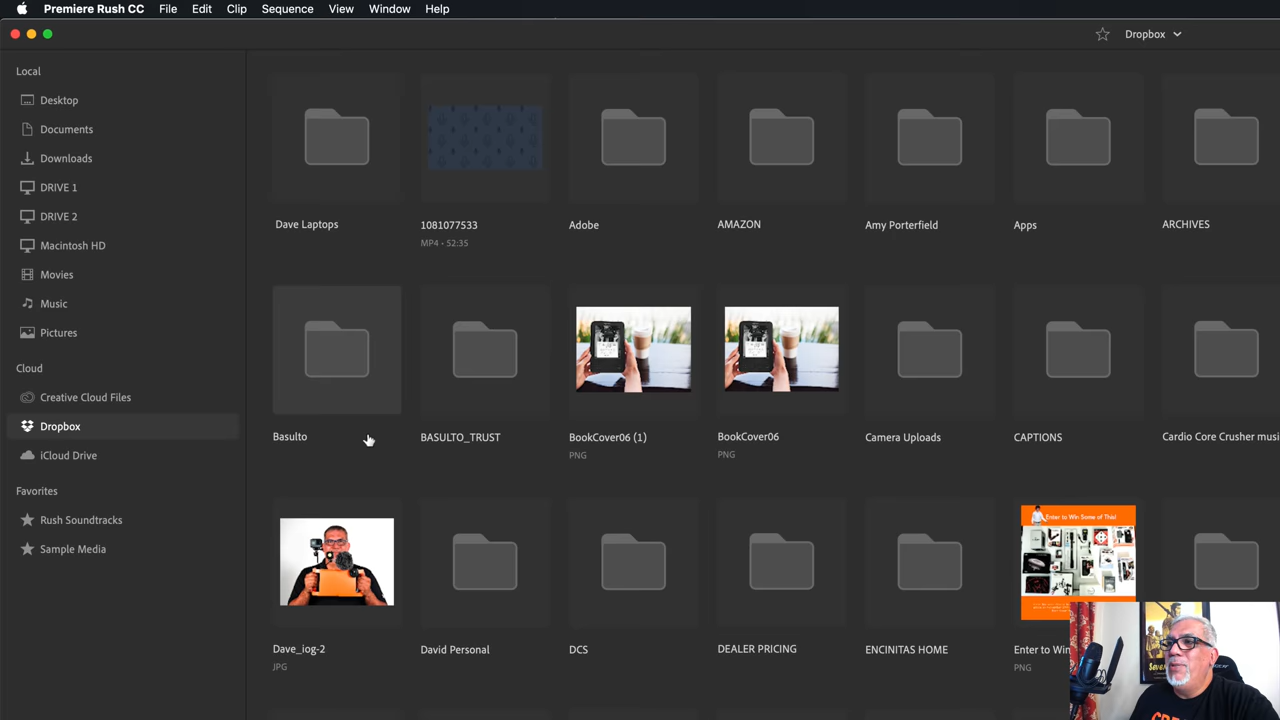 Premiere Rush CC File Edit Clip Sequence View Window Help
Dropbox
Local
Desktop
Documents
Downloads
DRIVE 1
DRIVE 2
Macintosh HD
Movies
Music
Pictures
Cloud
Creative Cloud Files
Dropbox
iCloud Drive
Favorites
Rush Soundtracks
Sample Media
Dave Laptops
1081077533
MP4 - 52:35
Adobe
AMAZON
Amy Porterfield
Apps
ARCHIVES
Basulto
BASULTO_TRUST
BookCover06 (1)
PNG
BookCover06
PNG
Camera Uploads
CAPTIONS
Cardio Core Crusher musi
Enter to Win Some of This!
Dave_iog-2
JPG
David Personal
DCS
DEALER PRICING
ENCINITAS HOME
Enter to Win
PNG